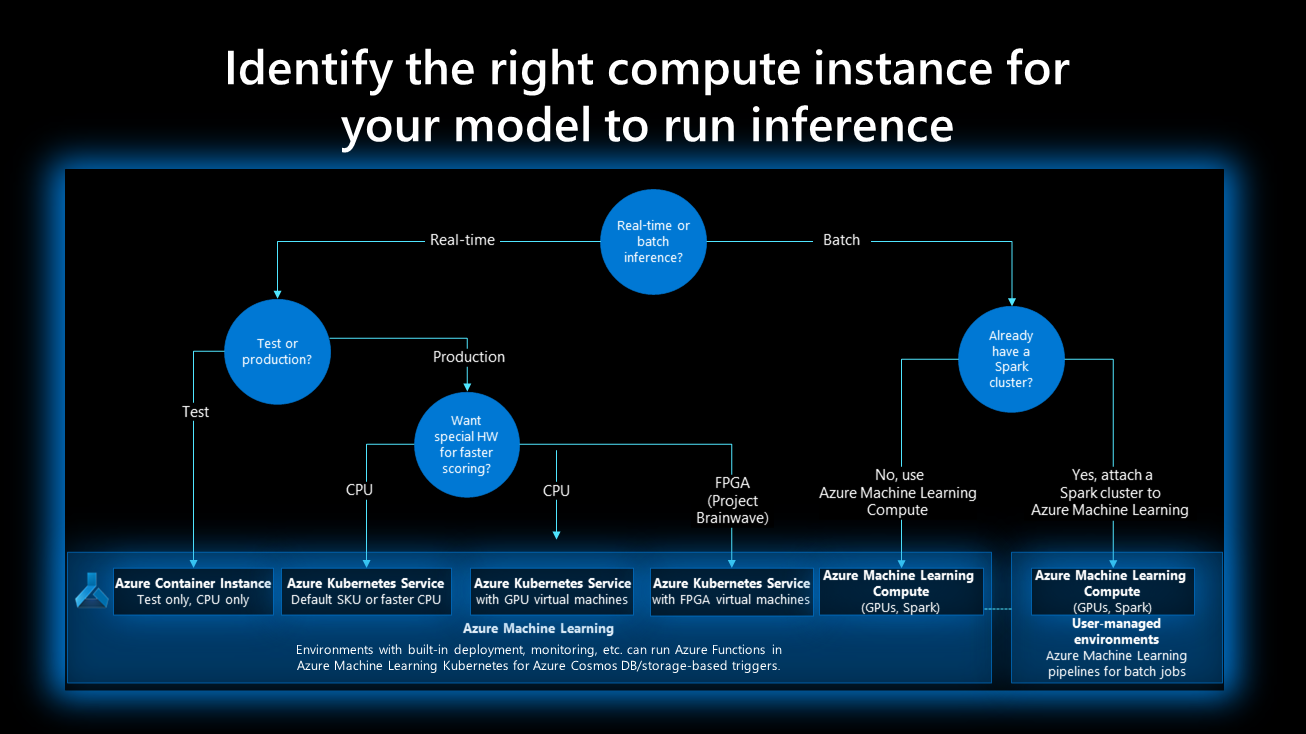 Identify the right compute instance for
your model to run inference
Real-time or
batch
inference?
Real-time
Batch
Test or
production?
Production
Already
have a
Spark
cluster?
Test
Want
special HW
for faster
scoring?
CPU
CPU
FPGA
(Project
Brainwave)
No, use
Azure Machine Learning
Compute
Yes, attach a
Spark cluster to
Azure Machine Learning
Azure Container Instance
Test only, CPU only
Azure Kubernetes Service
Default SKU or faster CPU
Azure Kubernetes Service
with GPU virtual machines
Azure Kubernetes Service
with FPGA virtual machines
Azure Machine Learning
Compute
(GPUs, Spark)
Azure Machine Learning
Compute
(GPUs, Spark)
Azure Machine Learning
Environments with built-in deployment, monitoring, etc. can run Azure Functions in
Azure Machine Learning Kubernetes for Azure Cosmos DB/storage-based triggers.
User-managed
environments
Azure Machine Learning
pipelines for batch jobs